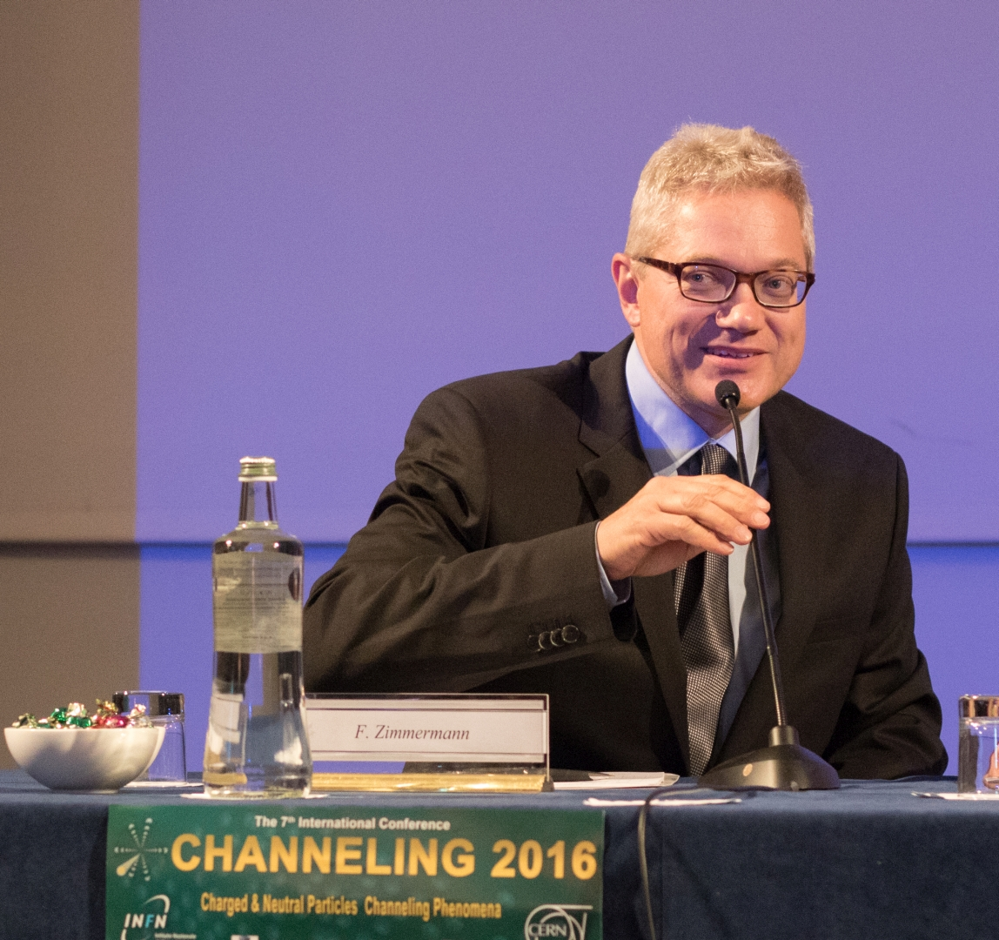 F. Zimmermann
The 7th International Conference
CHANNELING 2016
Charged & Neutral Particles Channeling Phenomena
INFN
CERN